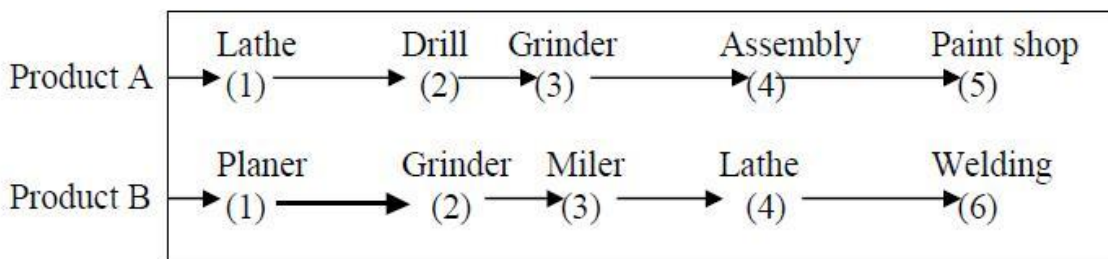 Lathe Drill Grinder Assembly Paint shop
Product A
(1) (2) (3) (4) (5)
Planer Grinder Miler Lathe Welding
Product B
(1) (2) (3) (4) (6)